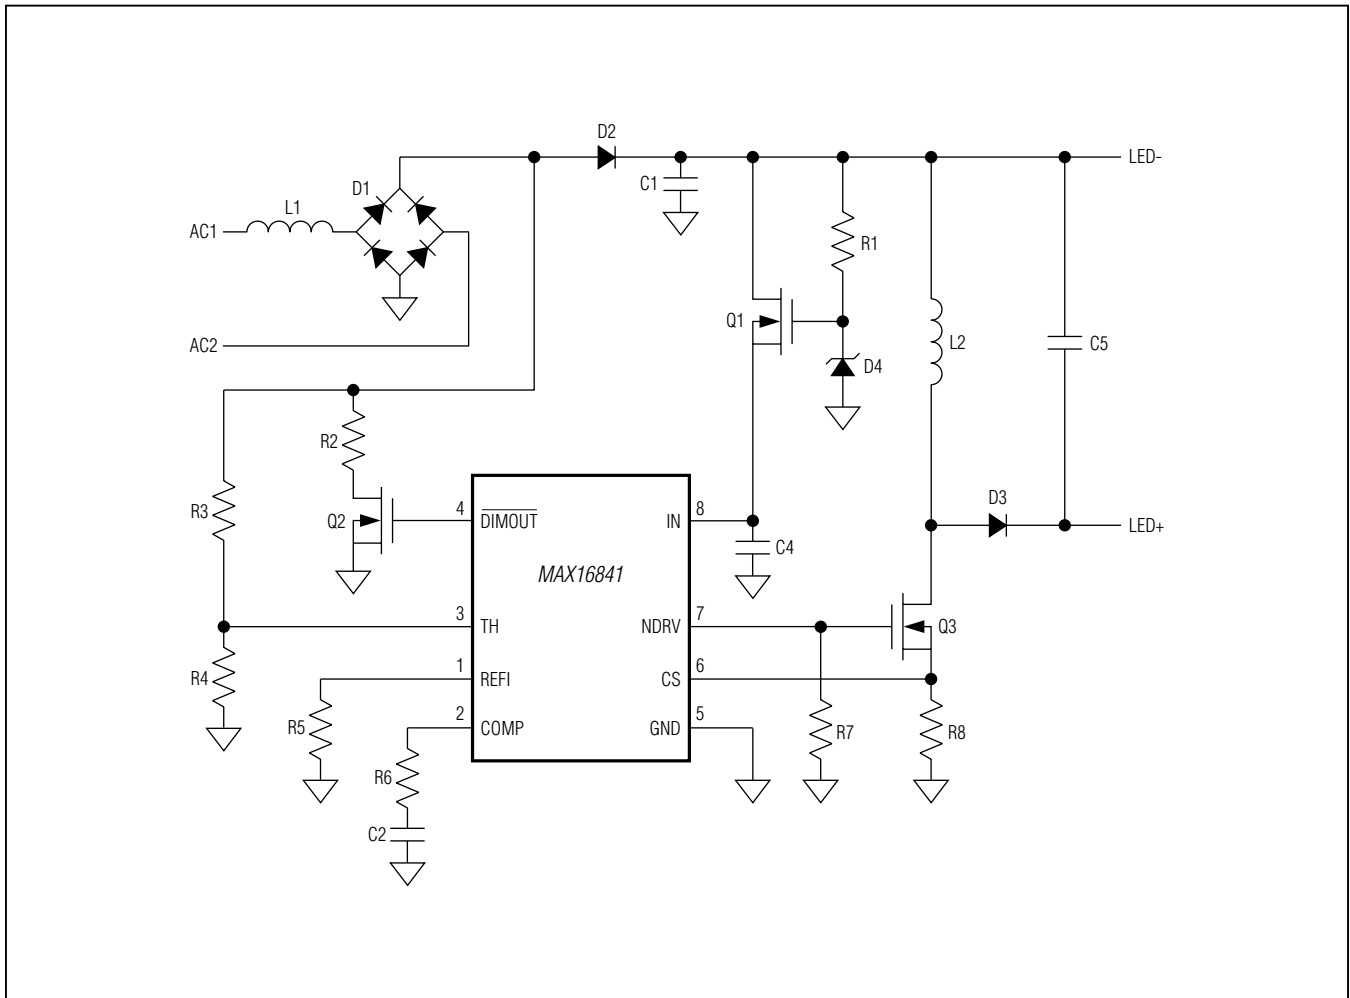 D2
LED-
D1
C1
L1
AC1
R1
Q1
AC2
L2
C5
D4
R2
R3
Q2
4
DIMOUT
IN
8
D3
LED+
C4
MAX16841
3
TH
NDRV
7
Q3
R4
1
REFI
CS
6
R5
2
COMP
GND
5
R7
R8
R6
C2